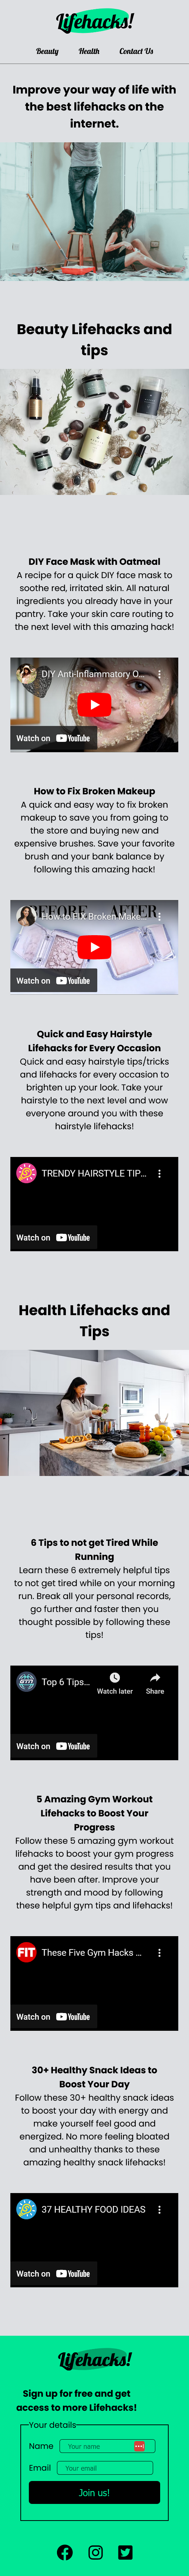 Lifehacks!
Beauty Health Contact Us
Improve your way of life with
the best lifehacks on the
internet.
Beauty Lifehacks and
tips
DIY Face Mask with Oatmeal
A recipe for a quick DIY face mask to
soothe red, irritated skin. All natural
ingredients you already have in your
pantry. Take your skin care routing to
the next level with this amazing hack!
DIY Anti-Inflammatory O...
Watch on YouTube
How to Fix Broken Makeup
A quick and easy way to fix broken
makeup to save you from going to
the store and buying new and
expensive brushes. Save your favorite
brush and your bank balance by
following this amazing hack!
BEFORE AFTER
How to Fix Broken Make...
Watch on YouTube
Quick and Easy Hairstyle
Lifehacks for Every Occasion
Quick and easy hairstyle tips/tricks
and lifehacks for every occasion to
brighten up your look. Take your
hairstyle to the next level and wow
everyone around you with these
hairstyle lifehacks!
TRENDY HAIRSTYLE TIP...
Watch on YouTube
Health Lifehacks and
Tips
6 Tips to not get Tired While
Running
Learn these 6 extremely helpful tips
to not get tired while on your morning
run. Break all your personal records,
go further and faster then you
thought possible by following these
tips!
Top 6 Tips...
Watch later Share
Watch on YouTube
5 Amazing Gym Workout
Lifehacks to Boost Your
Progress
Follow these 5 amazing gym workout
lifehacks to boost your gym progress
and get the desired results that you
have been after. Improve your
strength and mood by following
these helpful gym tips and lifehacks!
FIT These Five Gym Hacks ...
Watch on YouTube
30+ Healthy Snack Ideas to
Boost Your Day
Follow these 30+ healthy snack ideas
to boost your day with energy and
make yourself feel good and
energized. No more feeling bloated
and unhealthy thanks to these
amazing healthy snack lifehacks!
37 HEALTHY FOOD IDEAS
Watch on YouTube
Lifehacks!
Sign up for free and get
access to more Lifehacks!
Your details
Name Your name
Email Your email
Join us!